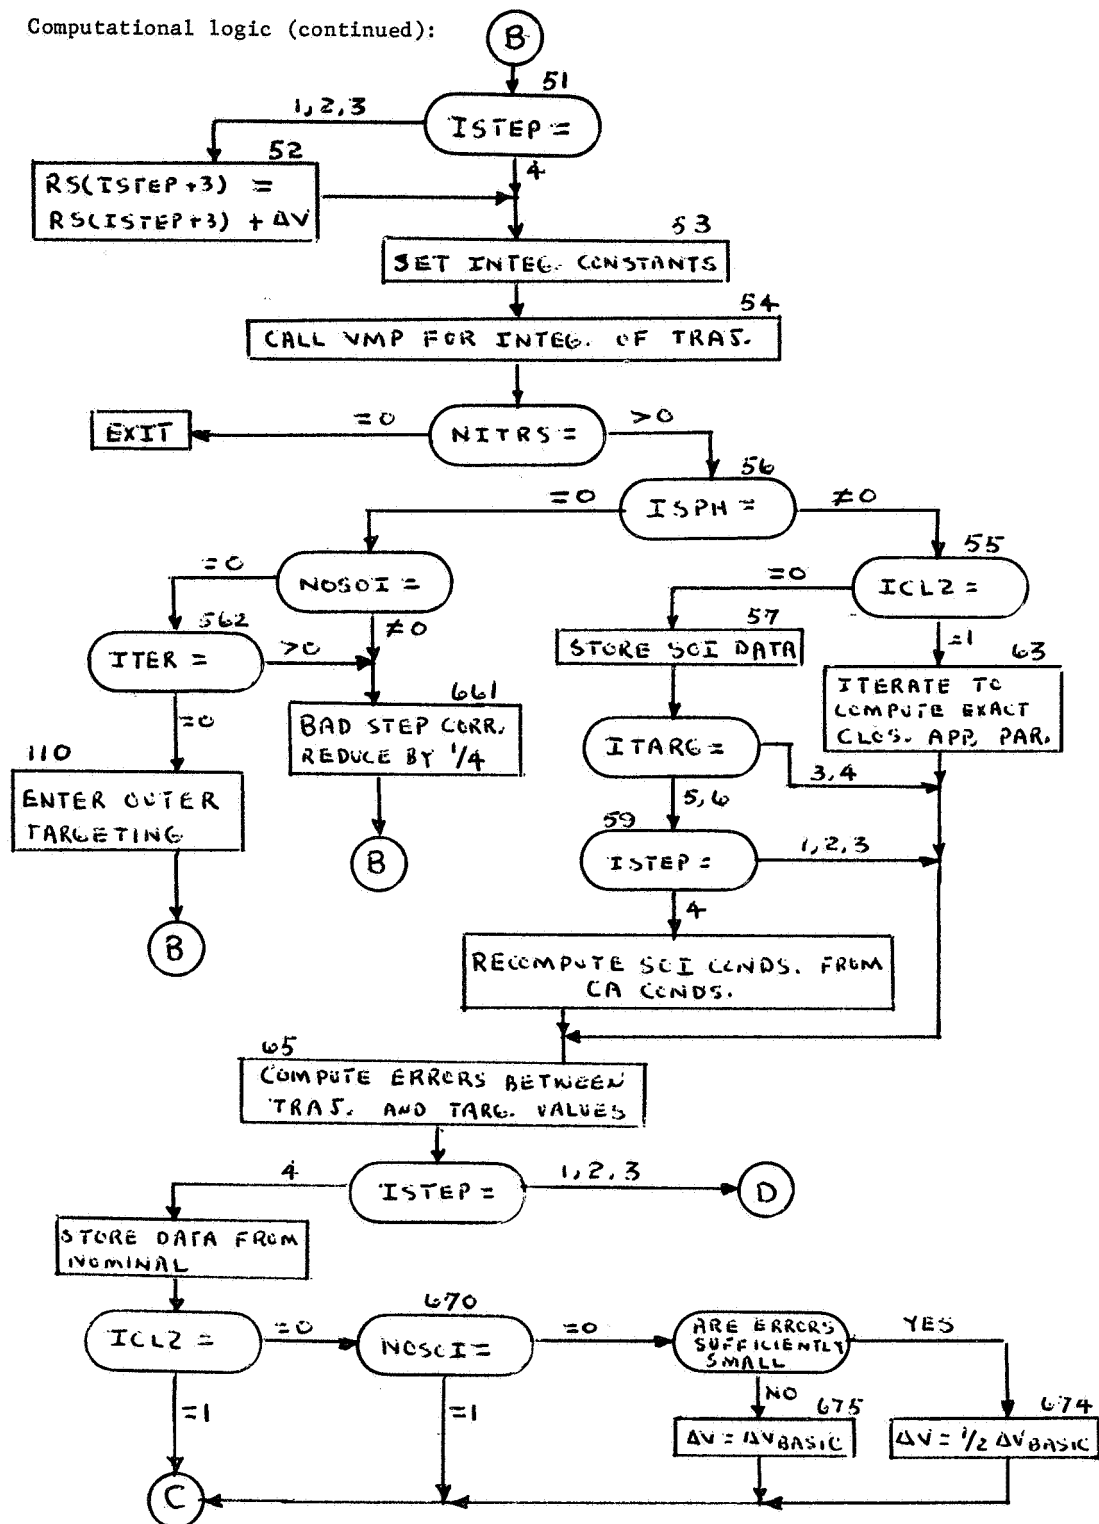 Computational logic (continued):
B
51
1, 2, 3
ISTEP =
52
4
RS(ISTEP+3) =
RS(ISTEP+3) + ΔV
53
SET INTEG. CONSTANTS
54
CALL VMP FOR INTEG. OF TRAJ.
=0
>0
EXIT
NITRS =
56
=0
ISPH =
≠0
55
=0
NOSOI =
=0
ICL2 =
562
57
≠0
=1
ITER =
>0
STORE SOI DATA
63
661
ITERATE TO
COMPUTE EXACT
CLOS. APP. PAR.
=0
BAD STEP CORR.
REDUCE BY 1/4
ITARG =
110
3, 4
ENTER OUTER
TARGETING
5, 6
59
1, 2, 3
B
ISTEP =
4
B
RECOMPUTE SOI CONDS. FROM
CA CONDS.
65
COMPUTE ERRORS BETWEEN
TRAJ. AND TARG. VALUES
4
1, 2, 3
ISTEP =
D
STORE DATA FROM
NOMINAL
670
ICL2 =
=0
NOSOI =
=0
ARE ERRORS
SUFFICIENTLY
SMALL
YES
NO
=1
=1
675
674
ΔV = ΔVBASIC
ΔV = 1/2 ΔVBASIC
C